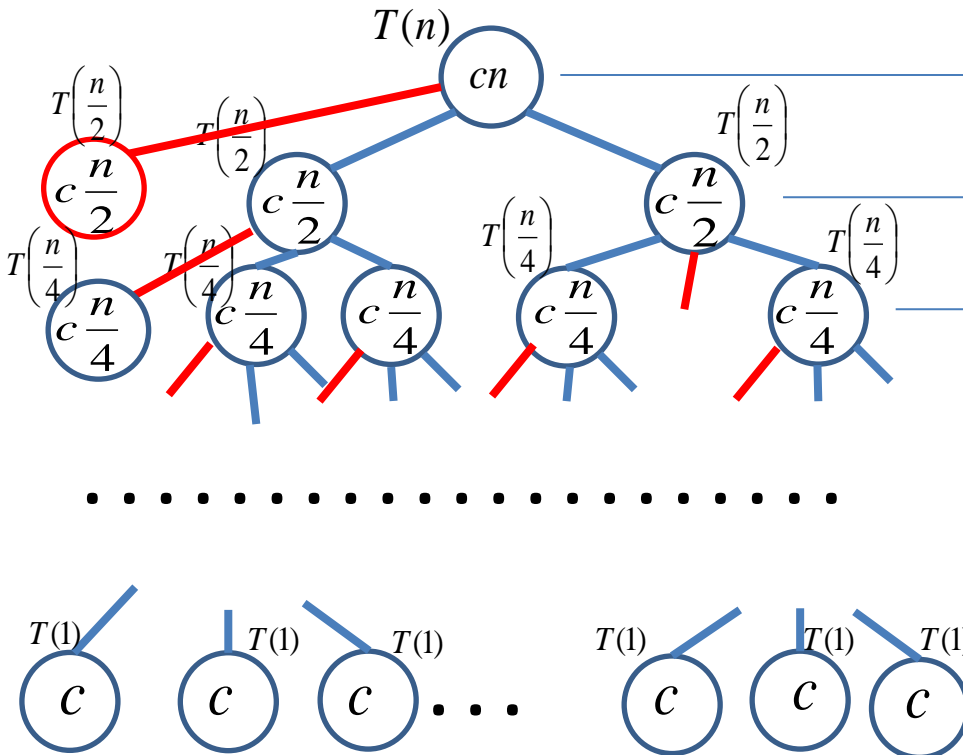 T(n)
cn
T(n/2)
T(n/2)
T(n/2)
c n/2
c n/2
c n/2
T(n/4)
T(n/4)
T(n/4)
T(n/4)
c n/4
c n/4
c n/4
c n/4
c n/4
. . . . . . . . . . . . . . . . . . . . .
T(1)
T(1)
T(1)
T(1)
T(1)
T(1)
c
c
c
. . .
c
c
c